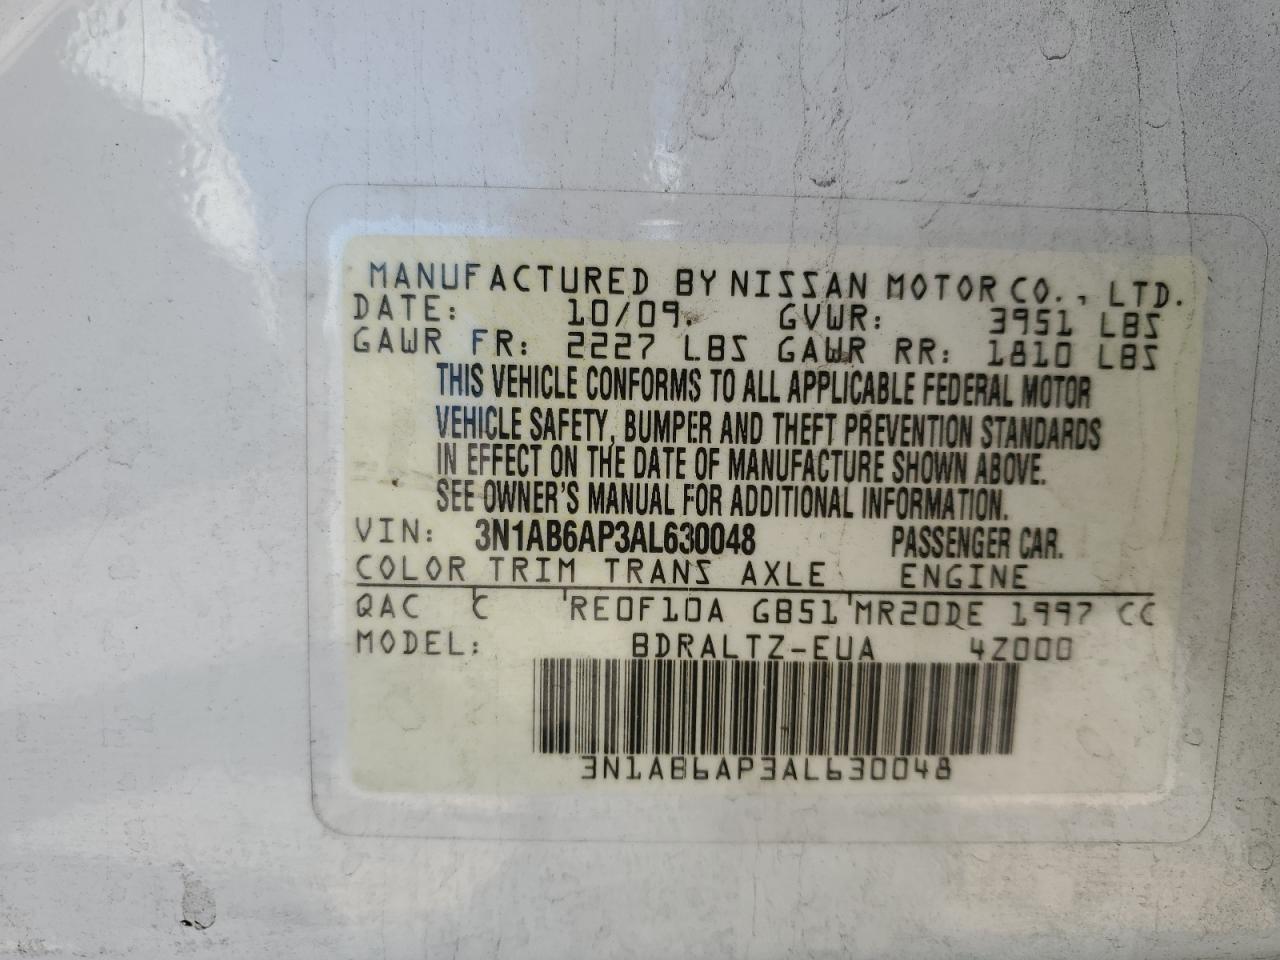 MANUFACTURED BY NISSAN MOTOR CO., LTD.
DATE: 10/09. GVWR: 3951 LBS
GAWR FR: 2227 LBS GAWR RR: 1810 LBS
THIS VEHICLE CONFORMS TO ALL APPLICABLE FEDERAL MOTOR
VEHICLE SAFETY, BUMPER AND THEFT PREVENTION STANDARDS
IN EFFECT ON THE DATE OF MANUFACTURE SHOWN ABOVE.
SEE OWNER'S MANUAL FOR ADDITIONAL INFORMATION.
VIN: 3N1AB6AP3AL630048 PASSENGER CAR.
COLOR TRIM TRANS AXLE ENGINE
QAC C RE0F10A GB51 MR20DE 1997 CC
MODEL: BDRALTZ-EUA 4Z000
3N1AB6AP3AL630048